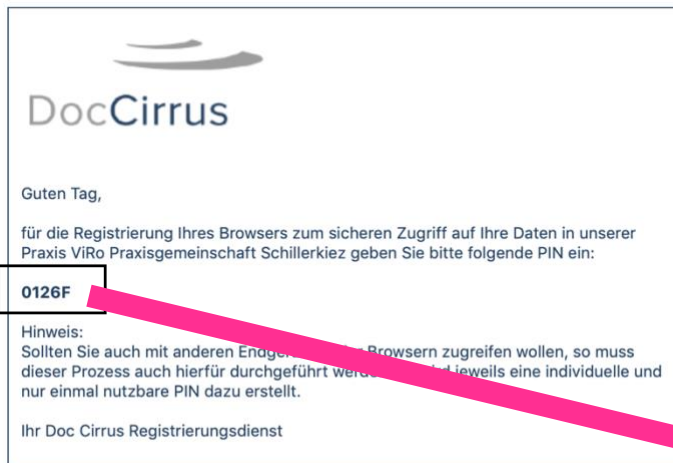 DocCirrus
Guten Tag,
für die Registrierung Ihres Browsers zum sicheren Zugriff auf Ihre Daten in unserer
Praxis ViRo Praxisgemeinschaft Schillerkiez geben Sie bitte folgende PIN ein:
0126F
Hinweis:
Sollten Sie auch mit anderen Browsern zugreifen wollen, so muss
dieser Prozess auch hierfür durchgeführt jeweils eine individuelle und
nur einmal nutzbare PIN dazu erstellt.
Ihr Doc Cirrus Registrierungsdienst